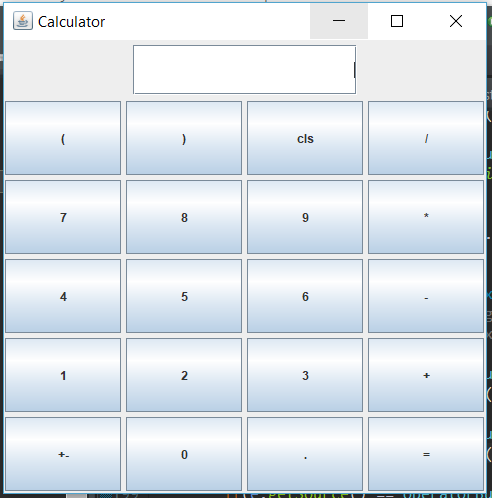 Calculator
( ) cls /
7 8 9 *
4 5 6 -
1 2 3 +
+- 0 . =